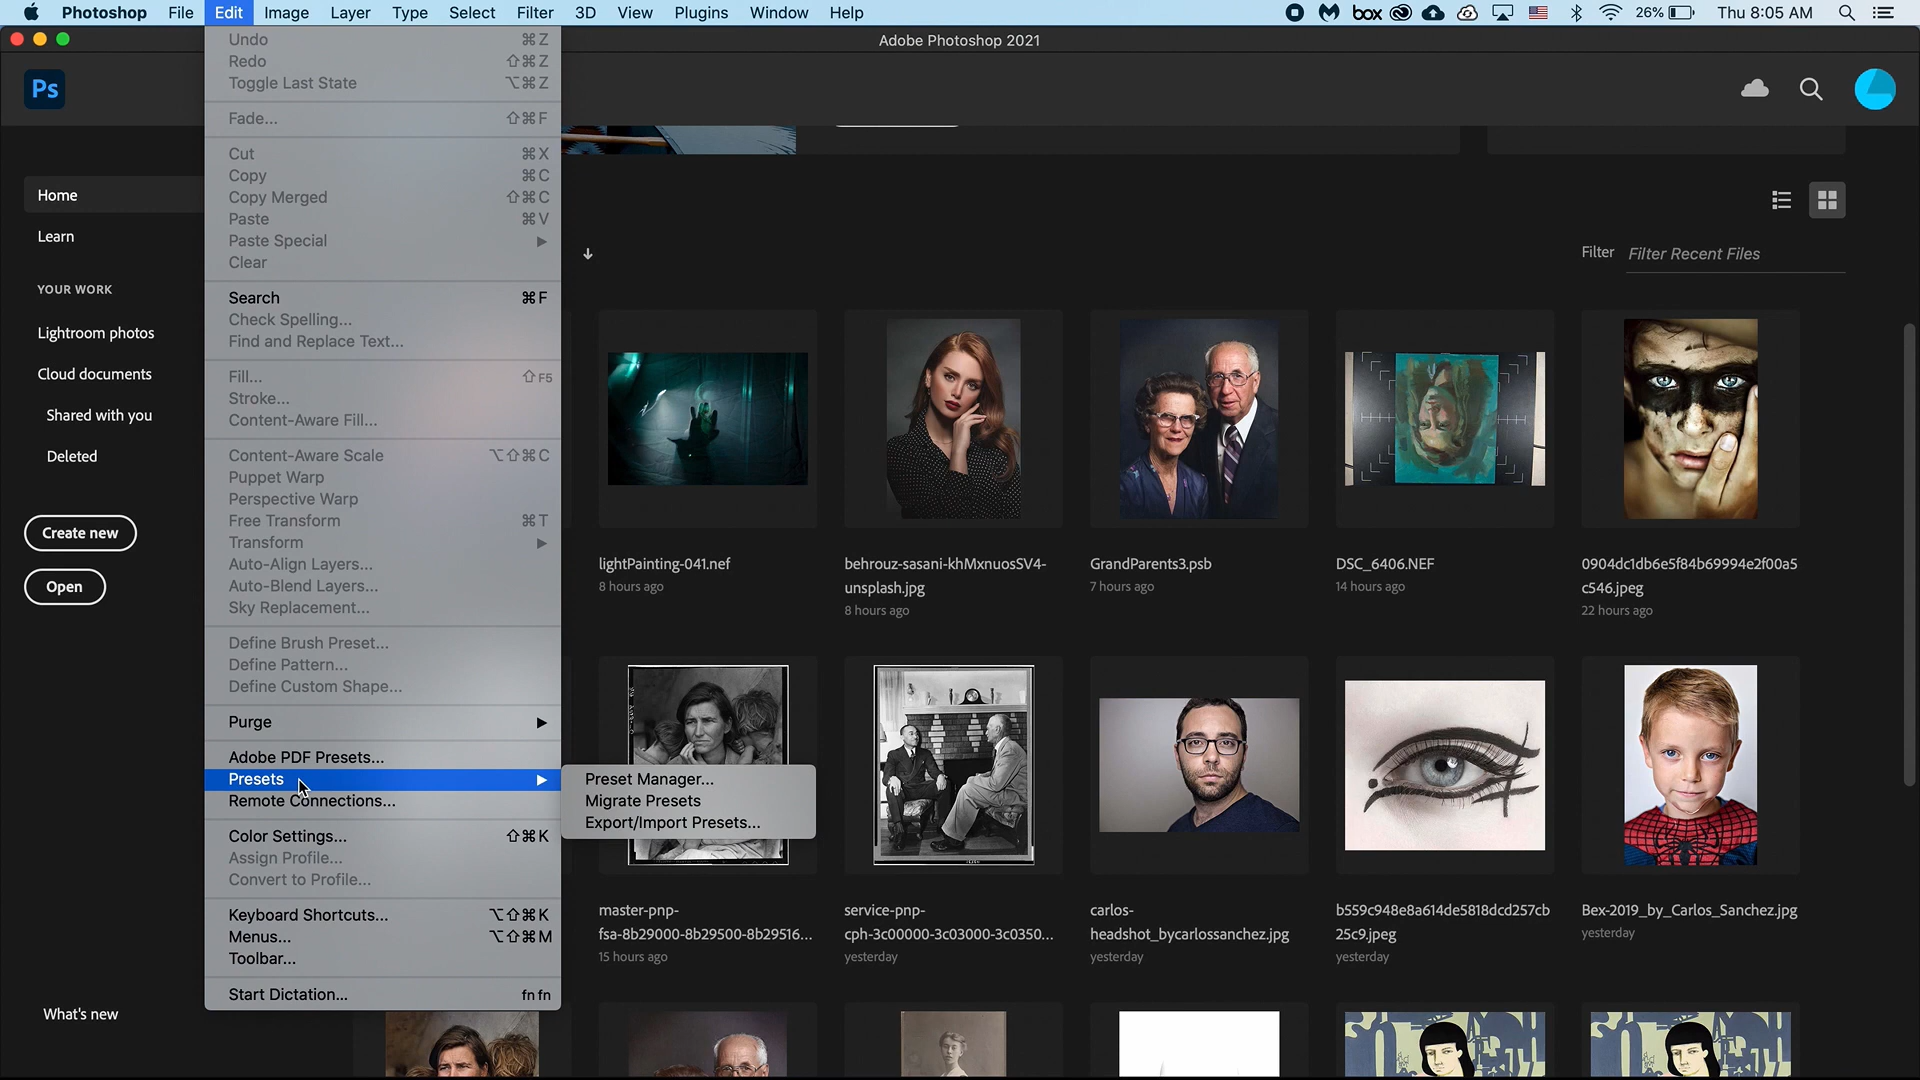 Photoshop File Edit Image Layer Type Select Filter 3D View Plugins Window Help box 26% Thu 8:05 AM
Adobe Photoshop 2021
Ps
Home
Learn
YOUR WORK
Lightroom photos
Cloud documents
Shared with you
Deleted
Create new
Open
What's new
Undo ⌘Z
Redo ⇧⌘Z
Toggle Last State ⌥⌘Z
Fade... ⇧⌘F
Cut ⌘X
Copy ⌘C
Copy Merged ⇧⌘C
Paste ⌘V
Paste Special
Clear
Search ⌘F
Check Spelling...
Find and Replace Text...
Fill... ⇧F5
Stroke...
Content-Aware Fill...
Content-Aware Scale ⌥⇧⌘C
Puppet Warp
Perspective Warp
Free Transform ⌘T
Transform
Auto-Align Layers...
Auto-Blend Layers...
Sky Replacement...
Define Brush Preset...
Define Pattern...
Define Custom Shape...
Purge
Adobe PDF Presets...
Presets
Remote Connections...
Color Settings... ⇧⌘K
Assign Profile...
Convert to Profile...
Keyboard Shortcuts... ⌥⇧⌘K
Menus... ⌥⇧⌘M
Toolbar...
Start Dictation... fn fn
Preset Manager...
Migrate Presets
Export/Import Presets...
Filter Filter Recent Files
lightPainting-041.nef
8 hours ago
behrouz-sasani-khMxnuosSV4-
unsplash.jpg
8 hours ago
GrandParents3.psb
7 hours ago
DSC_6406.NEF
14 hours ago
0904dc1db6e5f84b69994e2f00a5
c546.jpeg
22 hours ago
master-pnp-
fsa-8b29000-8b29500-8b29516...
15 hours ago
service-pnp-
cph-3c00000-3c03000-3c0350...
yesterday
carlos-
headshot_bycarlossanchez.jpg
yesterday
b559c948e8a614de5818dcd257cb
25c9.jpeg
yesterday
Bex-2019_by_Carlos_Sanchez.jpg
yesterday